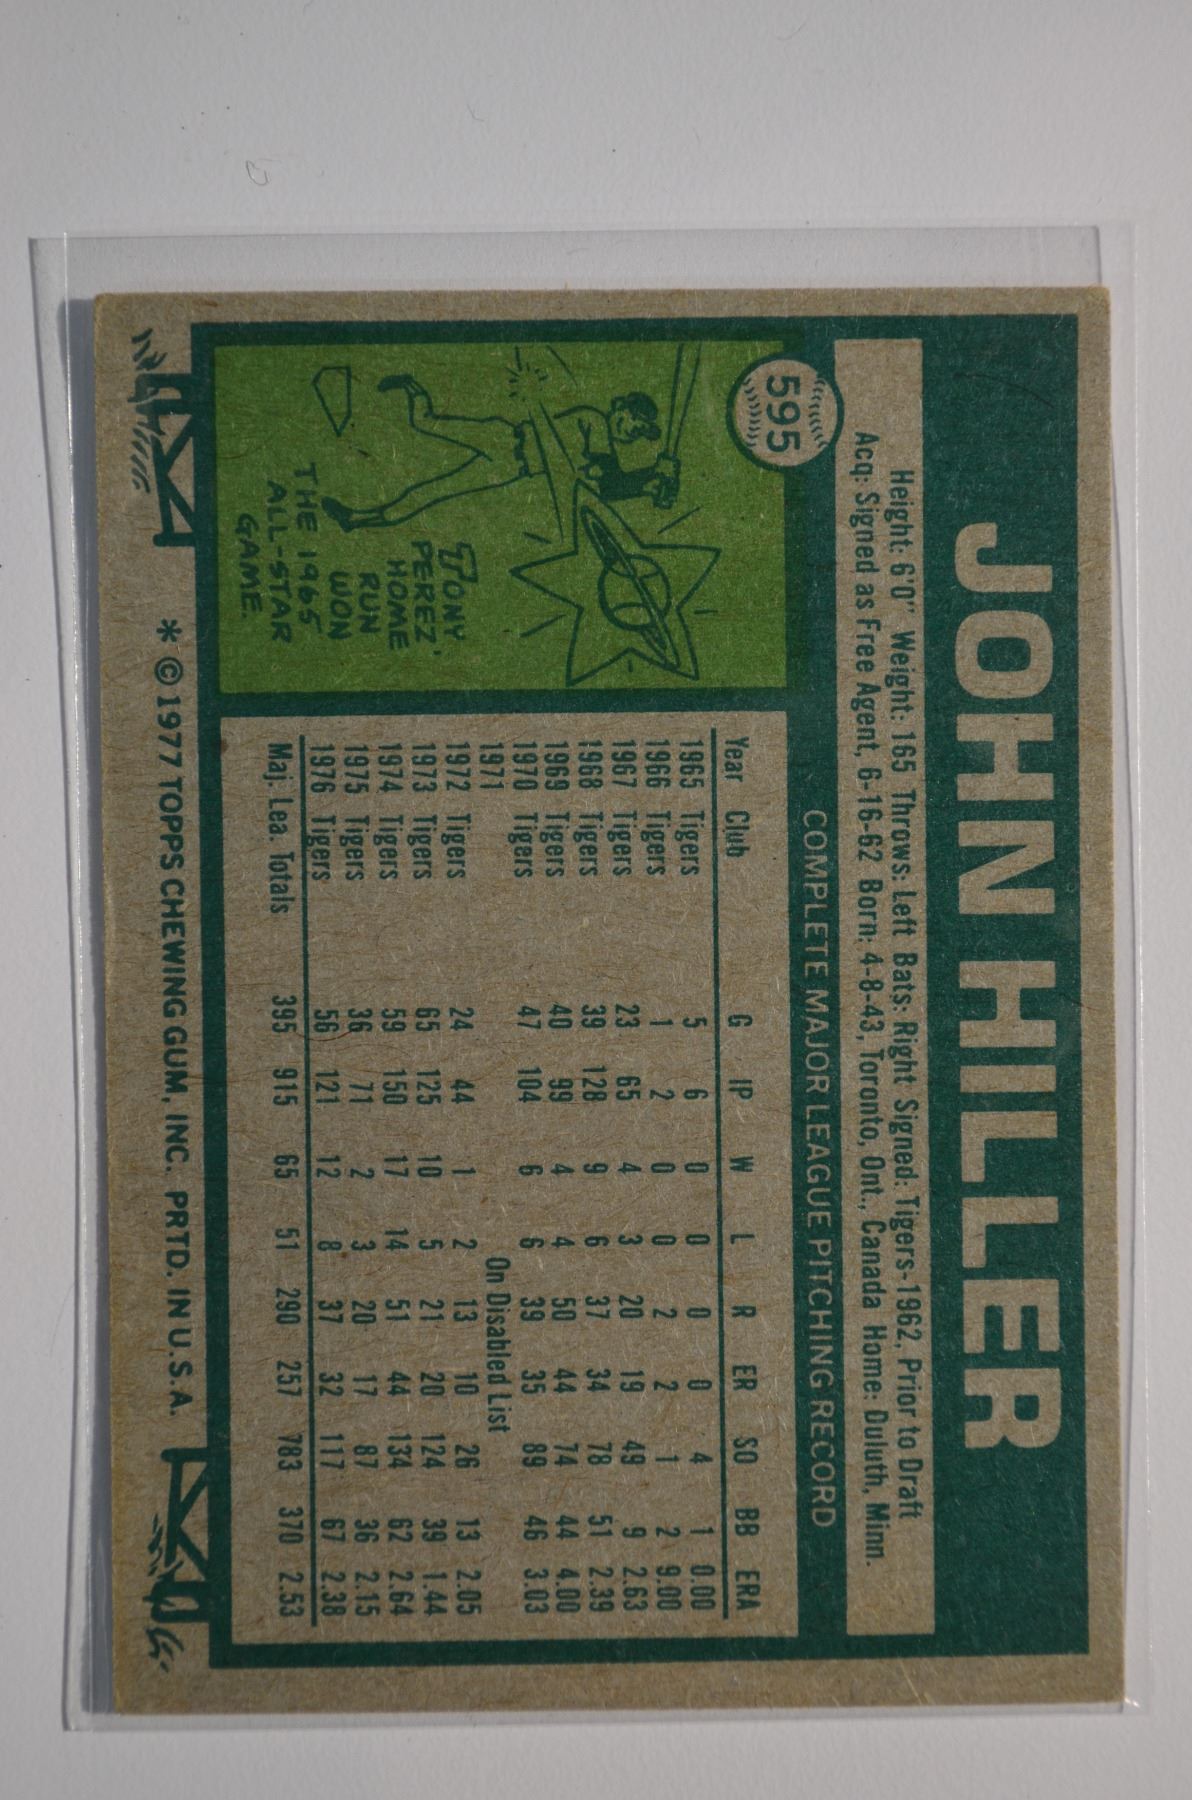 JOHN HILLER
595
Height: 6'0" Weight: 165 Throws: Left Bats: Right Signed: Tigers-1962, Prior to Draft
Acq: Signed as Free Agent, 6-16-62 Born: 4-8-43, Toronto, Ont., Canada Home: Duluth, Minn.
COMPLETE MAJOR LEAGUE PITCHING RECORD
TONY
PEREZ'
HOME
RUN
WON
THE 1965
ALL-STAR
GAME.
Year Club G IP W L R ER SO BB ERA
1965 Tigers 5 6 0 0 0 0 4 1 0.00
1966 Tigers 1 2 0 0 2 2 1 2 9.00
1967 Tigers 23 65 4 3 20 19 49 9 2.63
1968 Tigers 39 128 9 6 37 34 78 51 2.39
1969 Tigers 40 99 4 4 50 44 74 44 4.00
1970 Tigers 47 104 6 6 39 35 89 46 3.03
1971 On Disabled List
1972 Tigers 24 44 1 2 13 10 26 13 2.05
1973 Tigers 65 125 10 5 21 20 124 39 1.44
1974 Tigers 59 150 17 14 51 44 134 62 2.64
1975 Tigers 36 71 2 3 20 17 87 36 2.15
1976 Tigers 56 121 12 8 37 32 117 67 2.38
Maj. Lea. Totals 395 915 65 51 290 257 783 370 2.53
* ©1977 TOPPS CHEWING GUM, INC. PRTD. IN U.S.A.